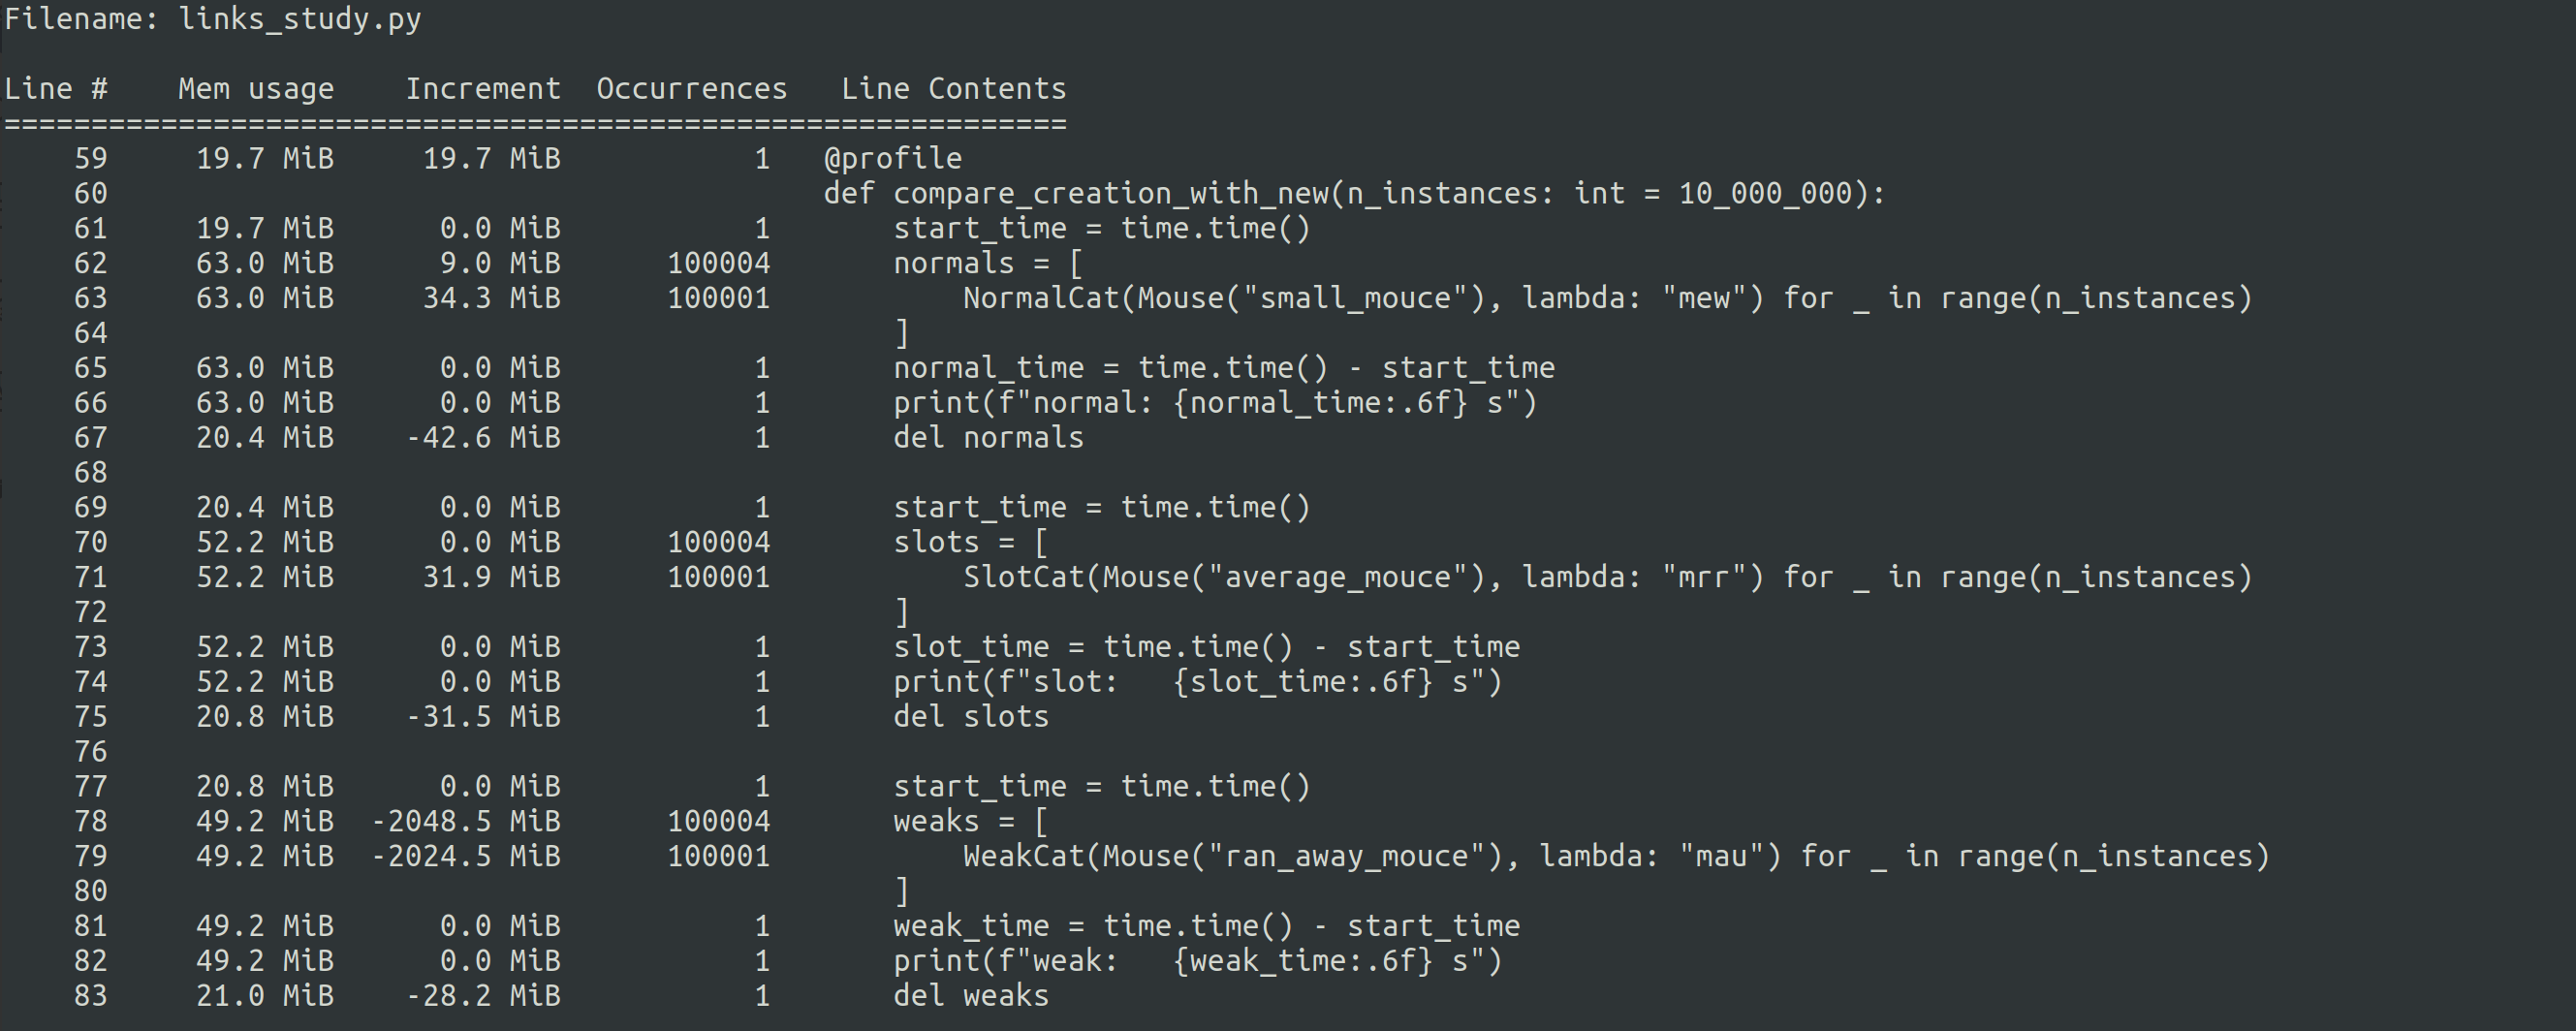 Filename: links_study.py
Line #    Mem usage    Increment  Occurrences   Line Contents
=============================================================
    59     19.7 MiB     19.7 MiB           1   @profile
    60                                         def compare_creation_with_new(n_instances: int = 10_000_000):
    61     19.7 MiB      0.0 MiB           1       start_time = time.time()
    62     63.0 MiB      9.0 MiB      100004       normals = [
    63     63.0 MiB     34.3 MiB      100001           NormalCat(Mouse("small_mouce"), lambda: "mew") for _ in range(n_instances)
    64                                             ]
    65     63.0 MiB      0.0 MiB           1       normal_time = time.time() - start_time
    66     63.0 MiB      0.0 MiB           1       print(f"normal: {normal_time:.6f} s")
    67     20.4 MiB    -42.6 MiB           1       del normals
    68
    69     20.4 MiB      0.0 MiB           1       start_time = time.time()
    70     52.2 MiB      0.0 MiB      100004       slots = [
    71     52.2 MiB     31.9 MiB      100001           SlotCat(Mouse("average_mouce"), lambda: "mrr") for _ in range(n_instances)
    72                                             ]
    73     52.2 MiB      0.0 MiB           1       slot_time = time.time() - start_time
    74     52.2 MiB      0.0 MiB           1       print(f"slot:   {slot_time:.6f} s")
    75     20.8 MiB    -31.5 MiB           1       del slots
    76
    77     20.8 MiB      0.0 MiB           1       start_time = time.time()
    78     49.2 MiB  -2048.5 MiB      100004       weaks = [
    79     49.2 MiB  -2024.5 MiB      100001           WeakCat(Mouse("ran_away_mouce"), lambda: "mau") for _ in range(n_instances)
    80                                             ]
    81     49.2 MiB      0.0 MiB           1       weak_time = time.time() - start_time
    82     49.2 MiB      0.0 MiB           1       print(f"weak:   {weak_time:.6f} s")
    83     21.0 MiB    -28.2 MiB           1       del weaks